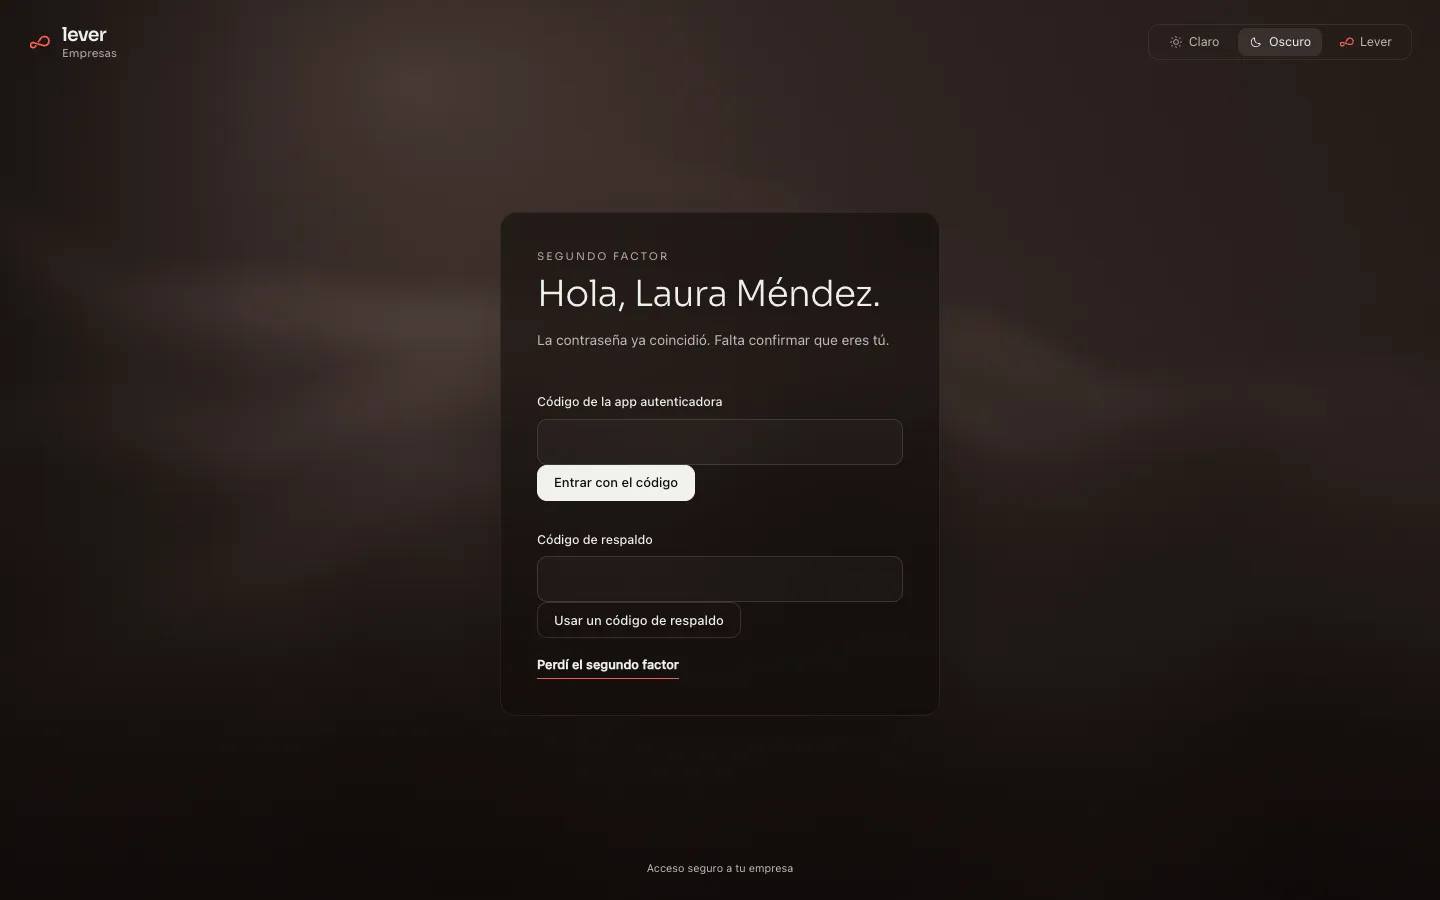 lever
Empresas
Claro
Oscuro
Lever
SEGUNDO FACTOR
Hola, Laura Méndez.
La contraseña ya coincidió. Falta confirmar que eres tú.
Código de la app autenticadora
Entrar con el código
Código de respaldo
Usar un código de respaldo
Perdí el segundo factor
Acceso seguro a tu empresa